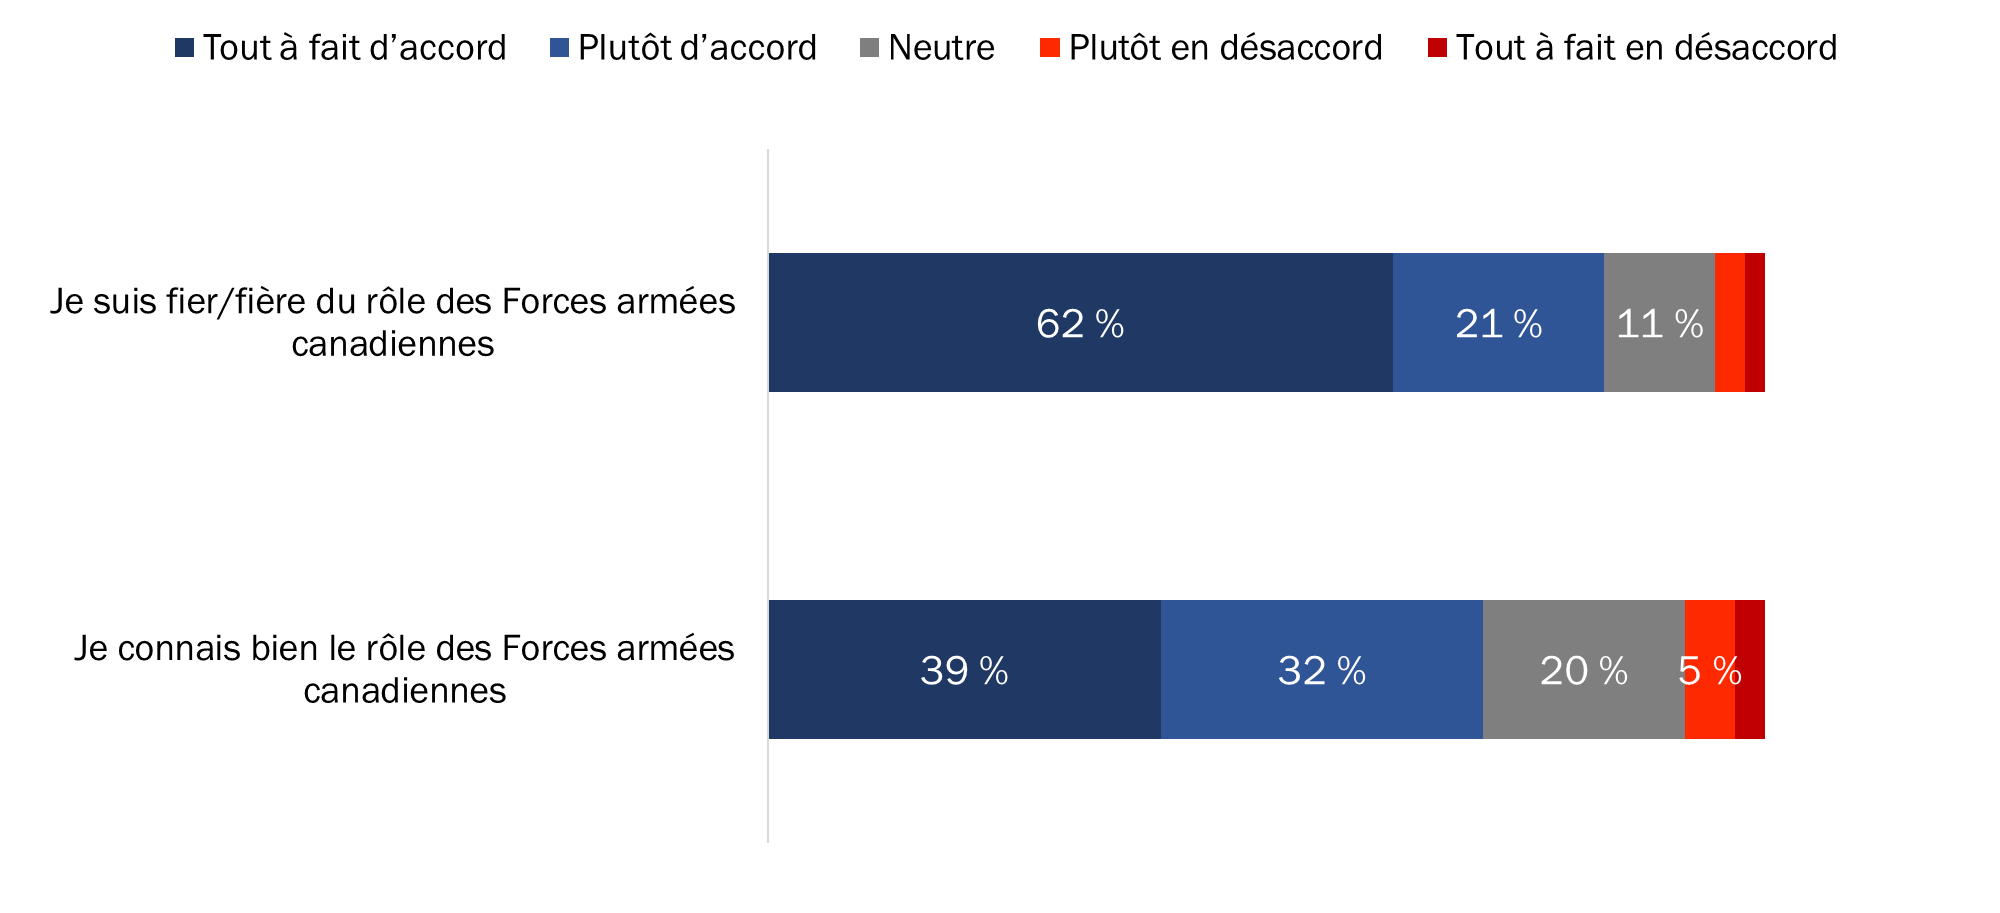 Tout à fait d’accord Plutôt d’accord Neutre Plutôt en désaccord Tout à fait en désaccord
Je suis fier/fière du rôle des Forces armées
canadiennes
62 % 21 % 11 %
Je connais bien le rôle des Forces armées
canadiennes
39 % 32 % 20 % 5 %